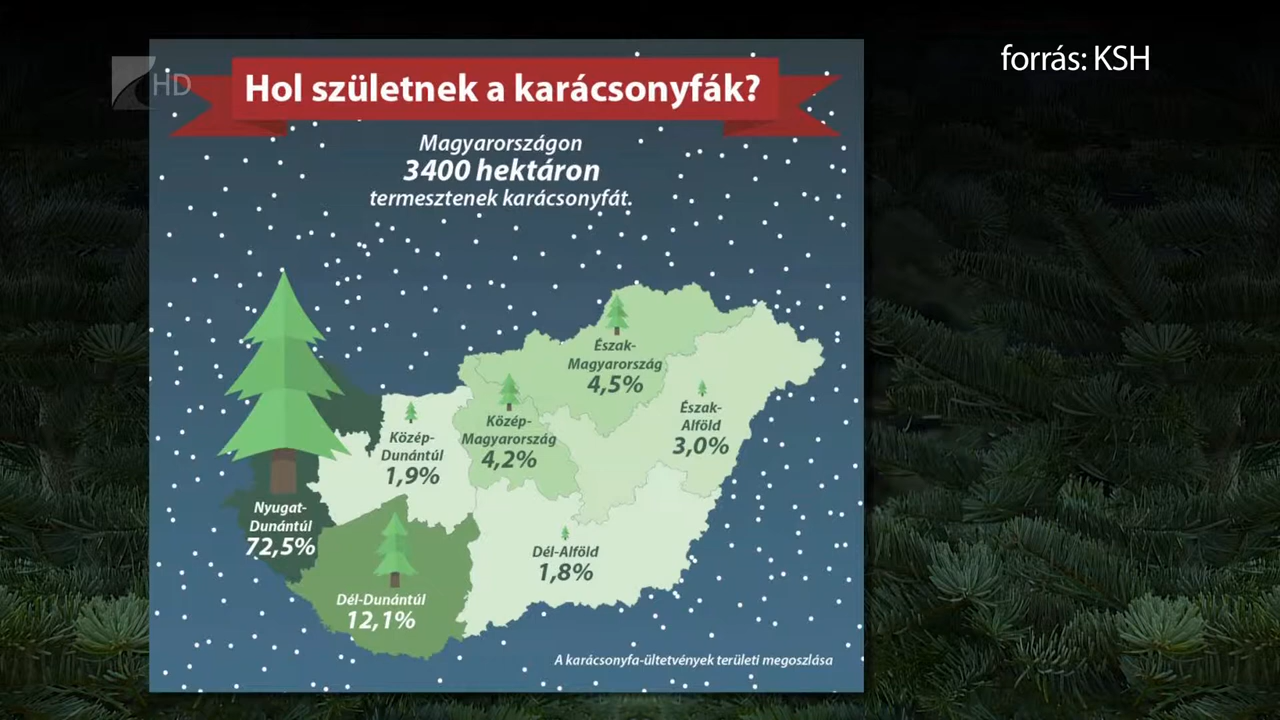 forrás: KSH
HD
Hol születnek a karácsonyfák?
Magyarországon
3400 hektáron
termesztenek karácsonyfát.
Észak-
Magyarország
4,5%
Észak-
Alföld
3,0%
Közép-
Magyarország
4,2%
Közép-
Dunántúl
1,9%
Nyugat-
Dunántúl
72,5%
Dél-Alföld
1,8%
Dél-Dunántúl
12,1%
A karácsonyfa-ültetvények területi megoszlása